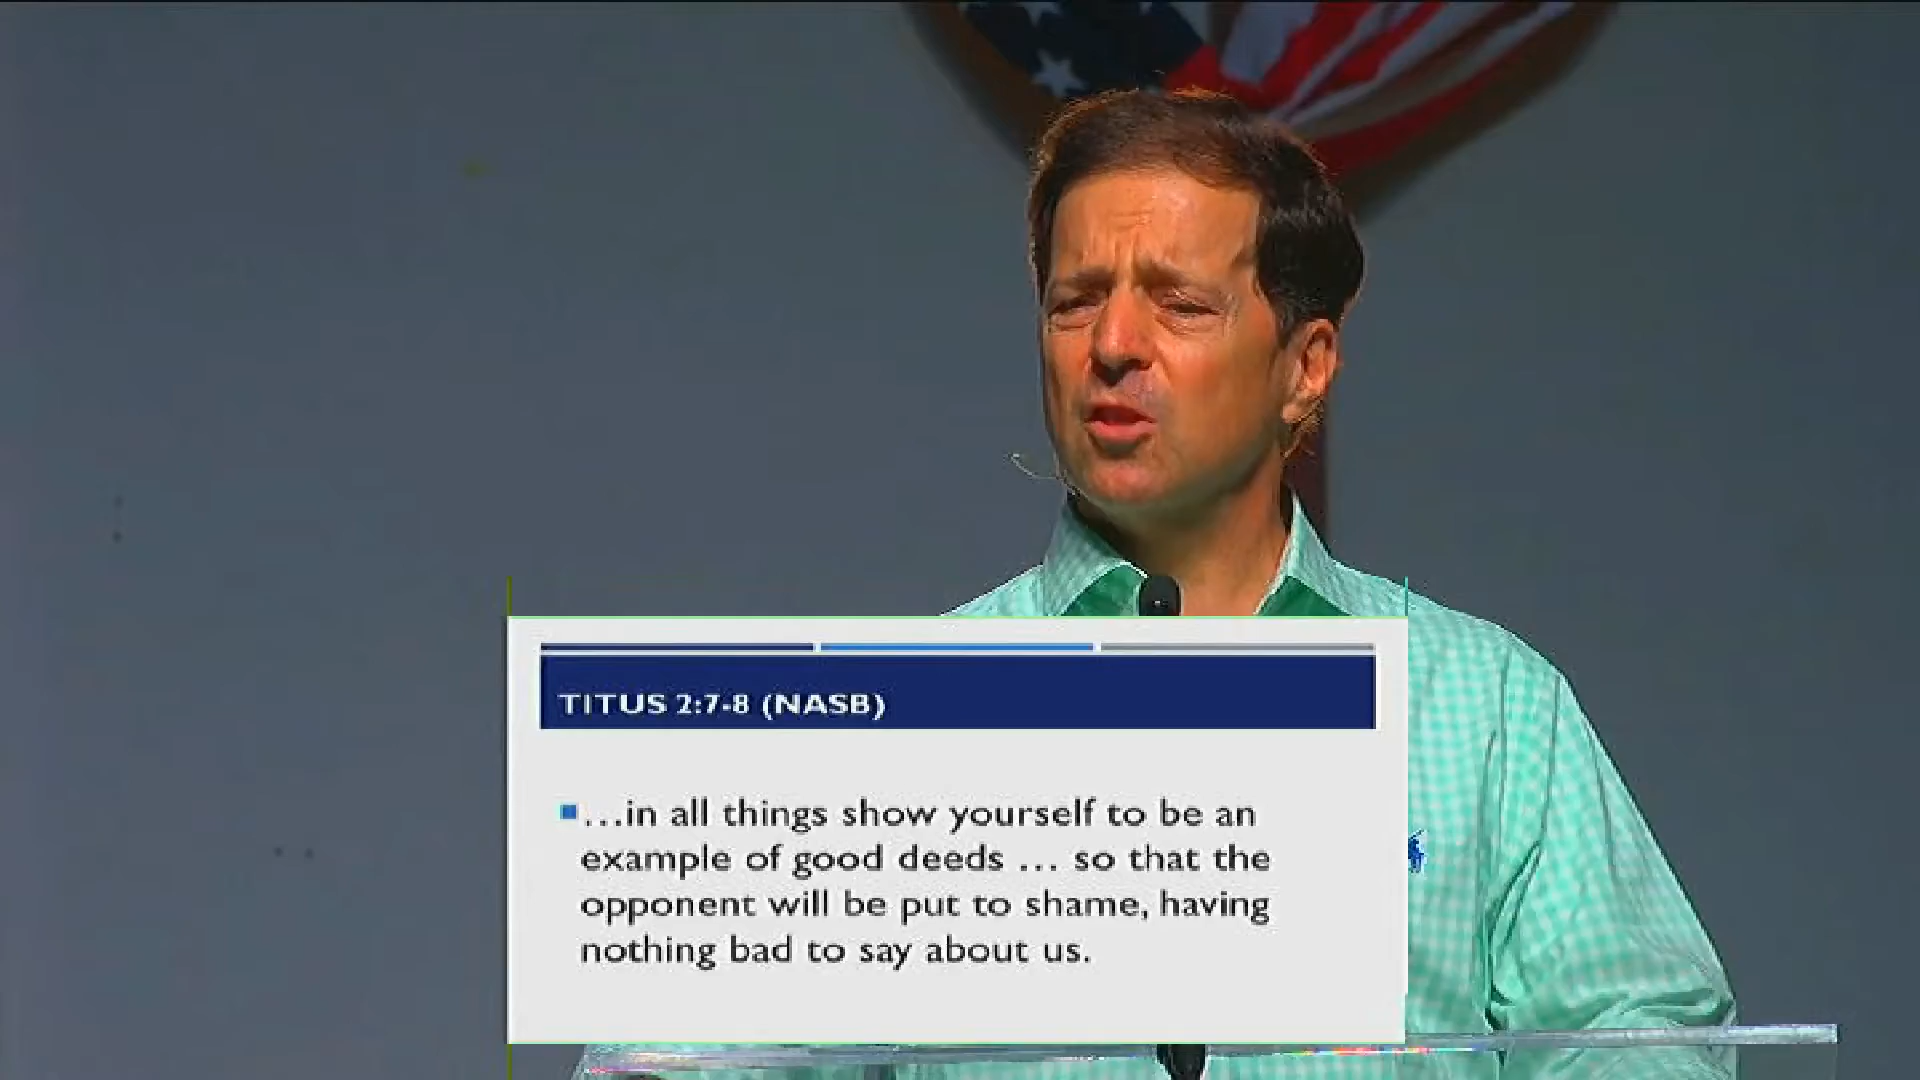 TITUS 2:7-8 (NASB)
…in all things show yourself to be an
example of good deeds … so that the
opponent will be put to shame, having
nothing bad to say about us.